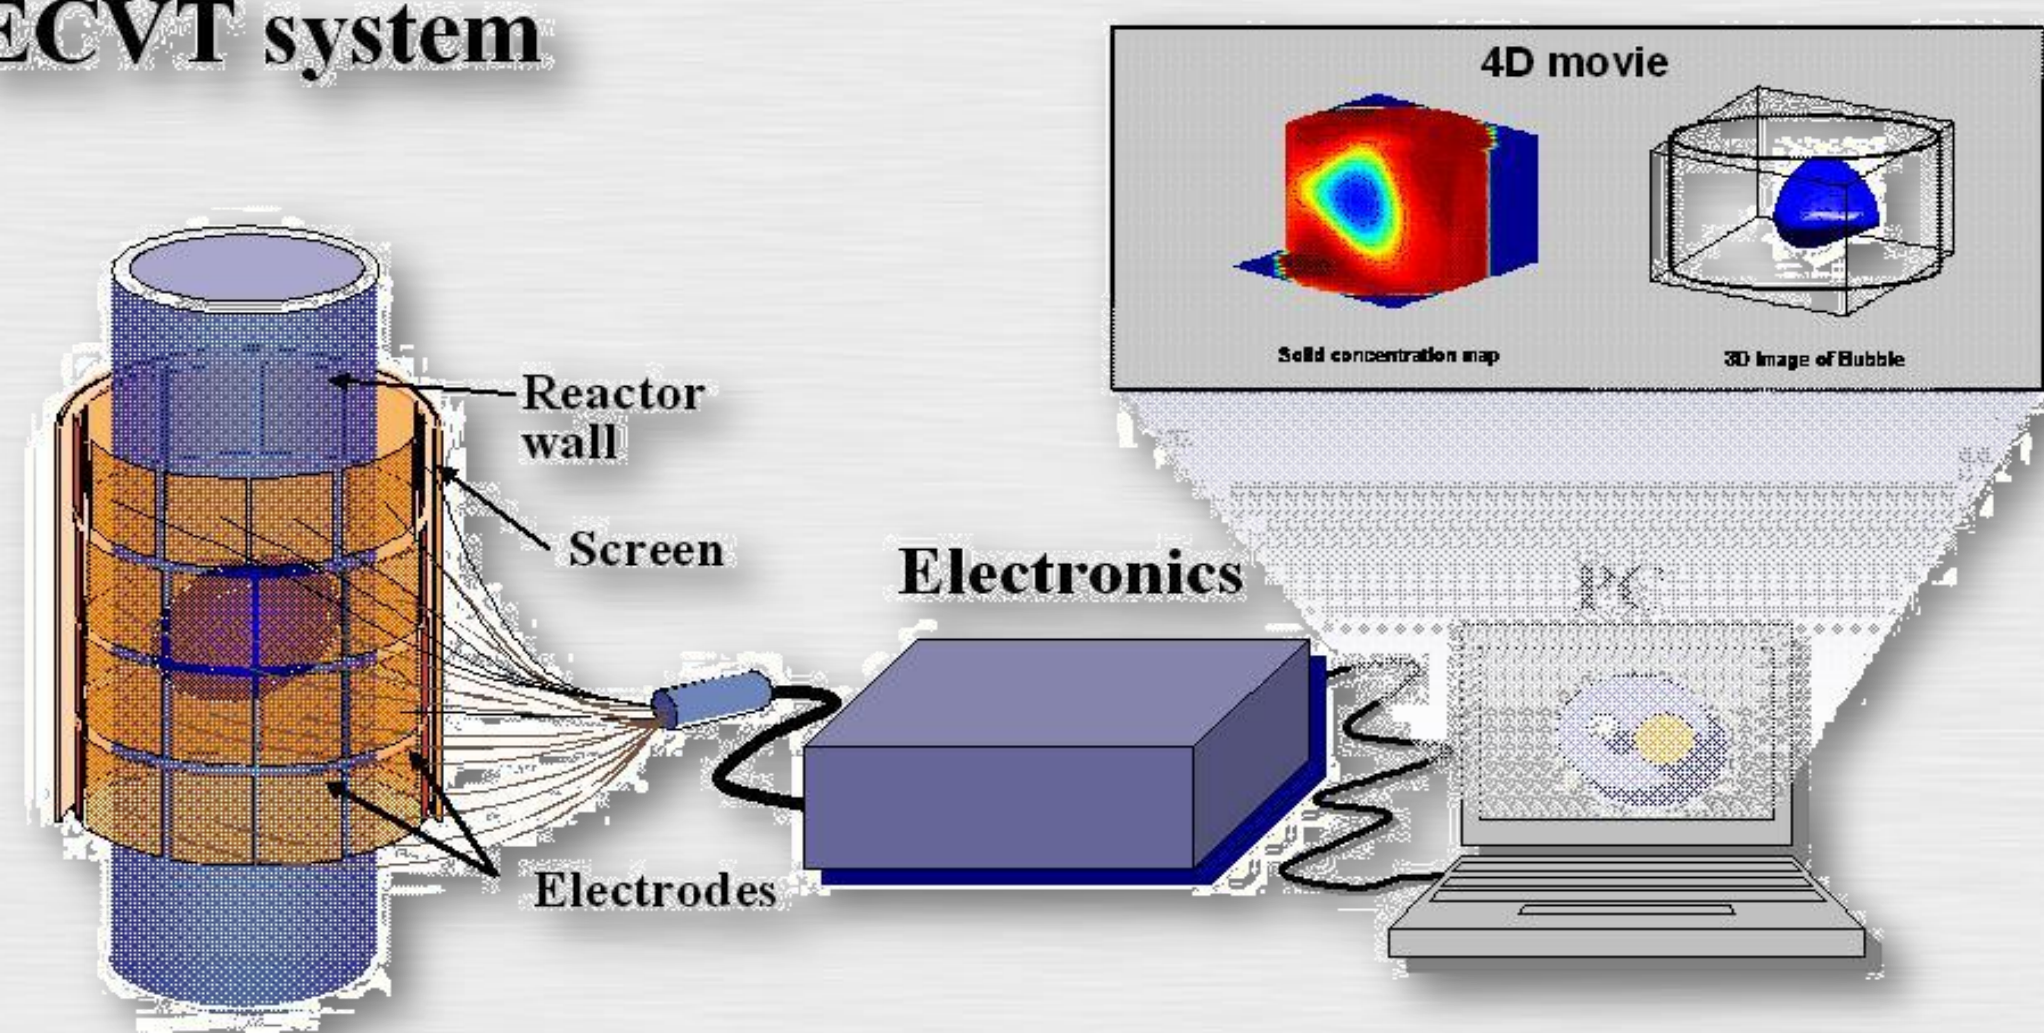 ECVT system
4D movie
Solid concentration map
3D Image of Bubble
Reactor
wall
Screen
Electronics
PC
Electrodes